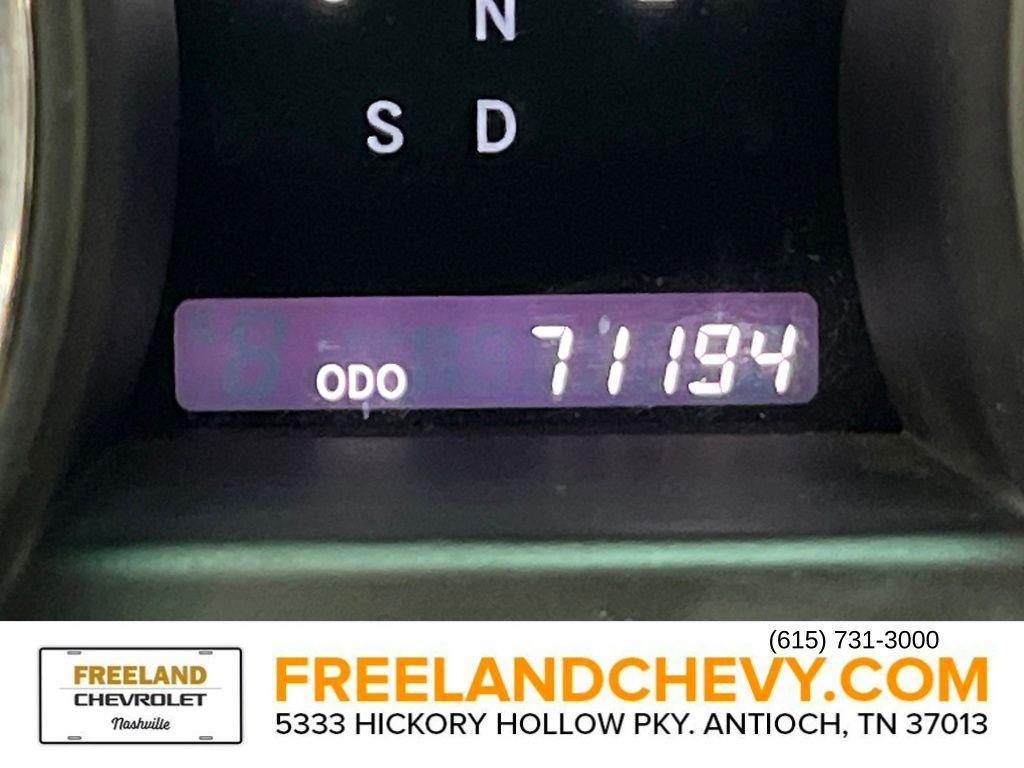 N
S D
ODO 71194
(615) 731-3000
FREELAND
CHEVROLET
Nashville
FREELANDCHEVY.COM
5333 HICKORY HOLLOW PKY. ANTIOCH, TN 37013